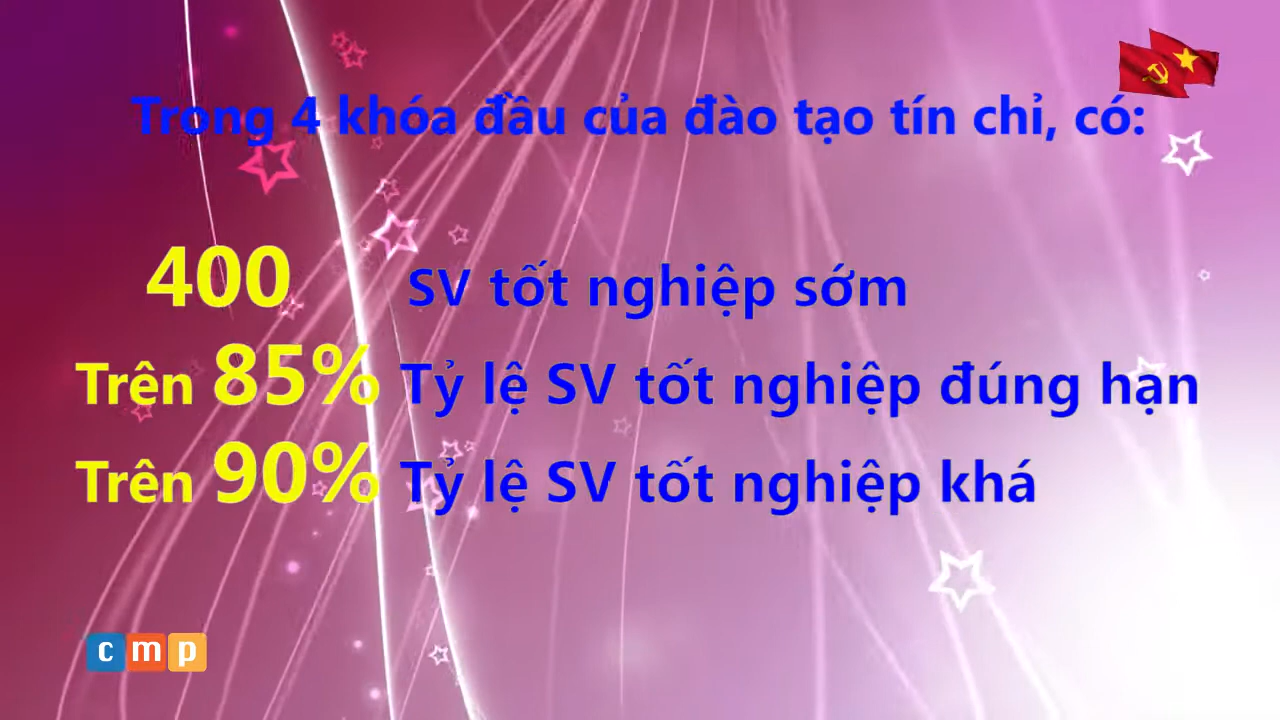 Trong 4 khóa đầu của đào tạo tín chỉ, có:
400 SV tốt nghiệp sớm
Trên 85% Tỷ lệ SV tốt nghiệp đúng hạn
Trên 90% Tỷ lệ SV tốt nghiệp khá
cmp